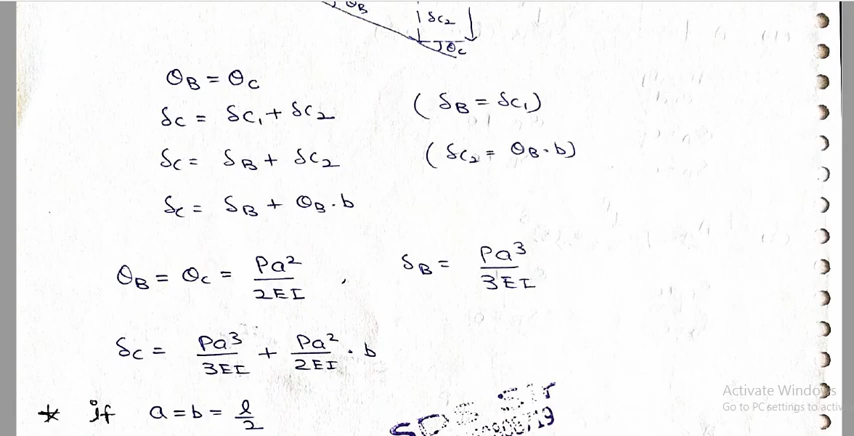 θB
δC2
θC
θB = θC
δC = δC1 + δC2 (δB = δC1)
δC = δB + δC2 (δC2 = θB·b)
δC = δB + θB·b
θB = θC = Pa²/2EI , δB = Pa³/3EI
δC = Pa³/3EI + Pa²/2EI · b
* if a = b = l/2
Activate Windows
Go to PC settings to activ